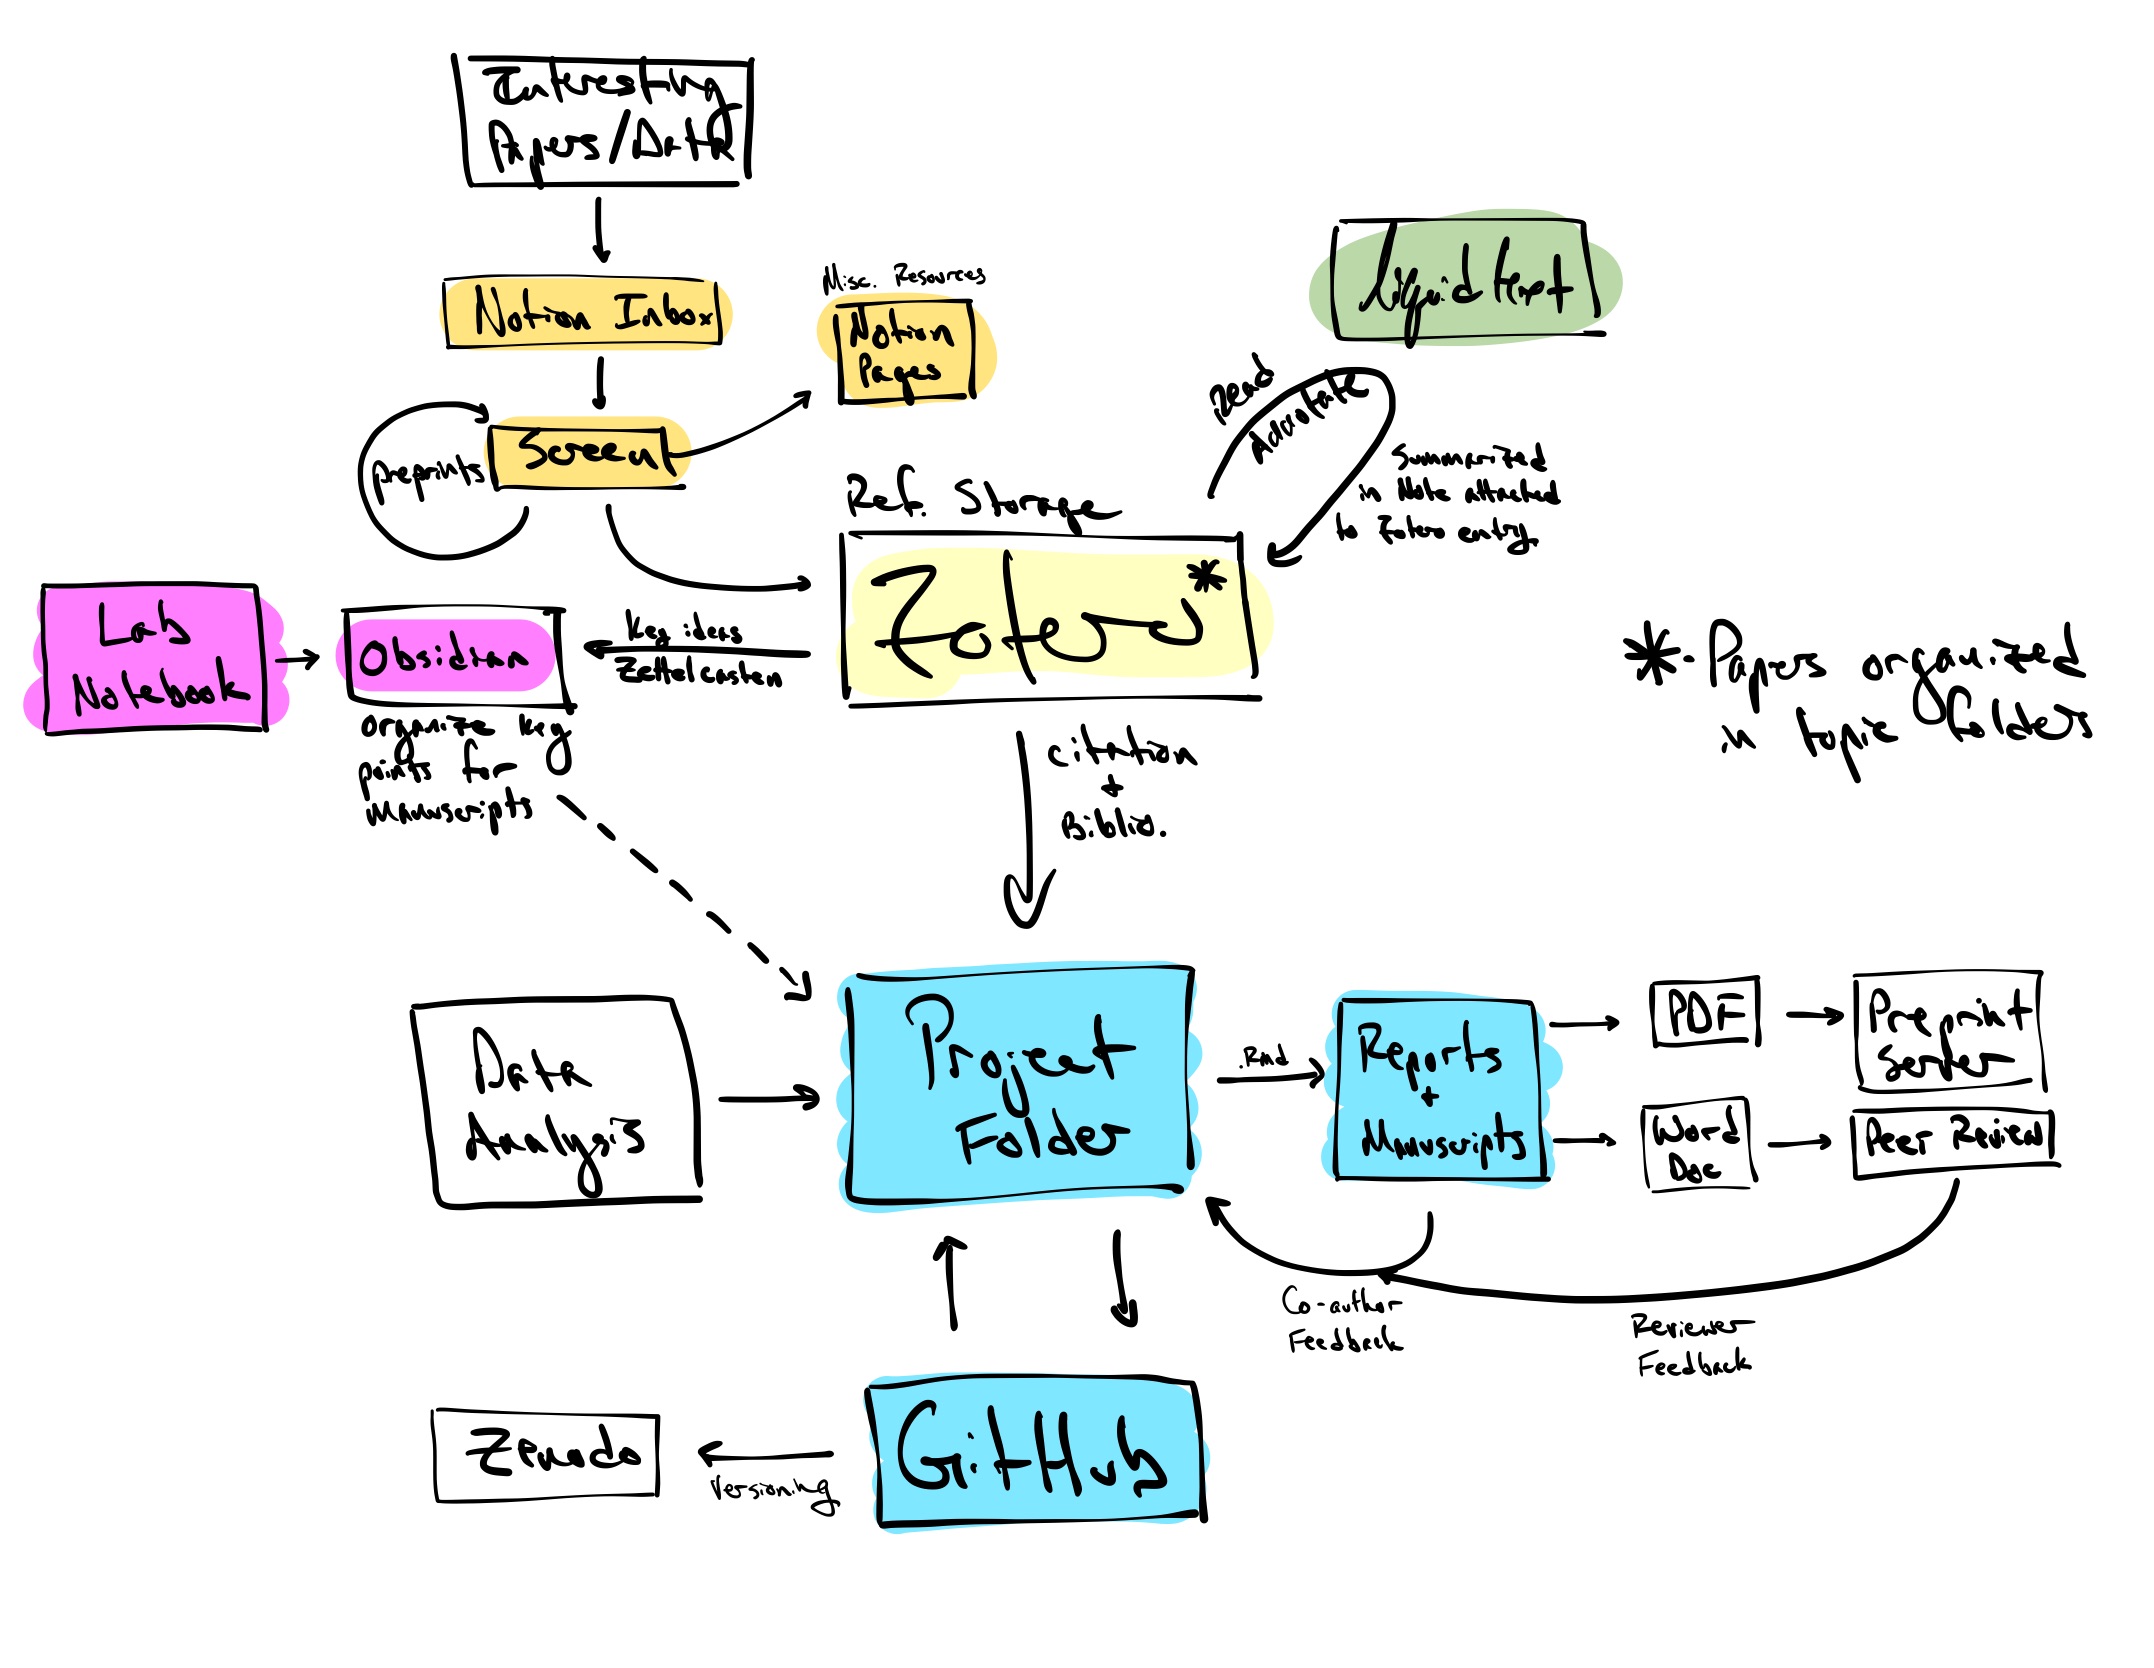 Interesting
Papers/Data
Notion Inbox
Misc. Resources
Notion
Pages
Screen
preprints
Liquid Text
Read
Annotate
Summarized
in Note attached
to Zotero entry.
Ref. Storage
Zotero*
Lab
Notebook
Obsidian
key ideas
Zettelcasten
organize key
points for
manuscripts
*-Papers organized
in topic folders
citation
+
Biblio.
Data
Analysis
Project
Folder
.Rmd
Reports
+
Manuscripts
PDF
Preprint
Server
Word
Doc
Peer Review
Co-author
Feedback
Reviewer
Feedback
GitHub
Versioning
Zenodo